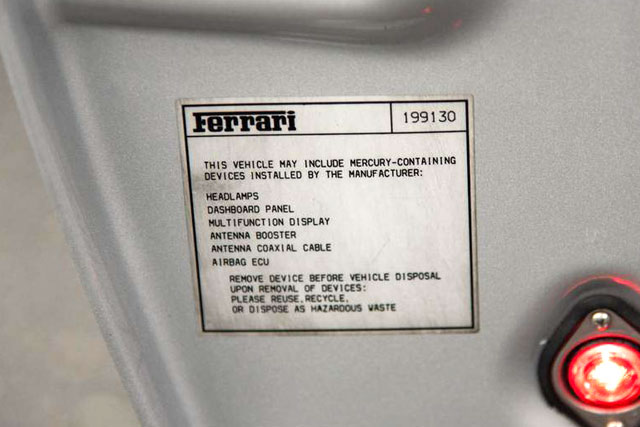 Ferrari 199130
THIS VEHICLE MAY INCLUDE MERCURY-CONTAINING
DEVICES INSTALLED BY THE MANUFACTURER:
HEADLAMPS
DASHBOARD PANEL
MULTIFUNCTION DISPLAY
ANTENNA BOOSTER
ANTENNA COAXIAL CABLE
AIRBAG ECU
REMOVE DEVICE BEFORE VEHICLE DISPOSAL
UPON REMOVAL OF DEVICES:
PLEASE REUSE, RECYCLE,
OR DISPOSE AS HAZARDOUS WASTE